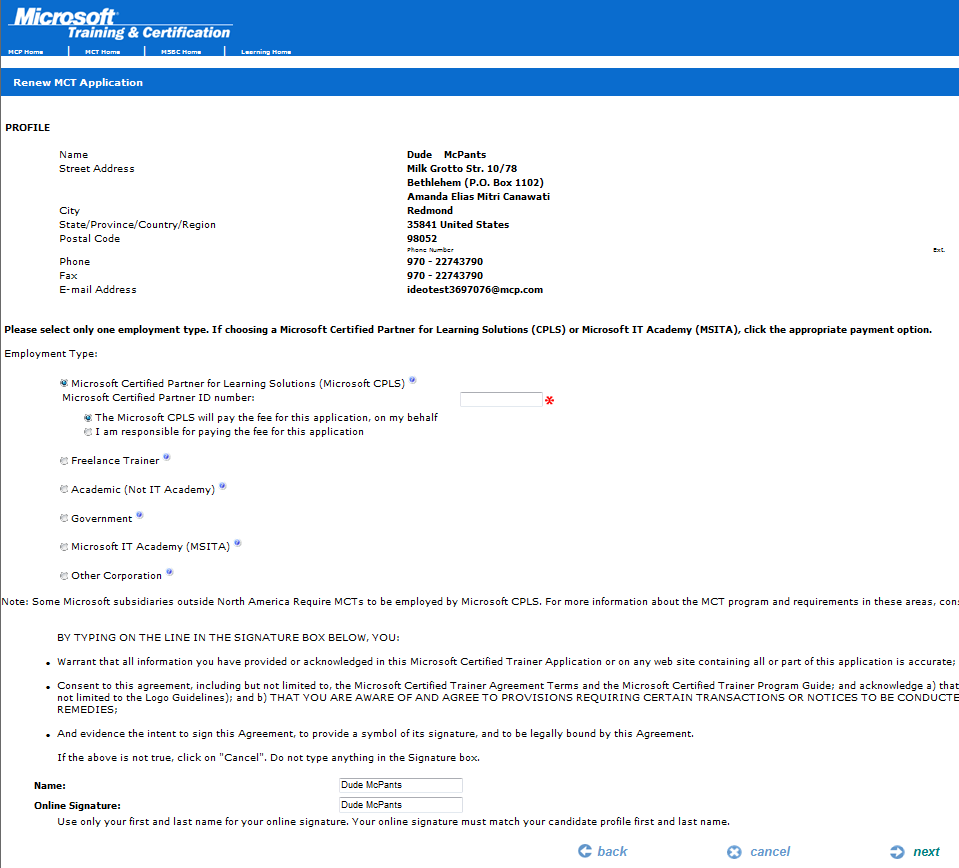 Microsoft
Training & Certification
MCP Home | MCT Home | MSBC Home | Learning Home
Renew MCT Application
PROFILE
Name Dude McPants
Street Address Milk Grotto Str. 10/78
Bethlehem (P.O. Box 1102)
Amanda Elias Mitri Canawati
City Redmond
State/Province/Country/Region 35841 United States
Postal Code 98052
Phone Number Ext.
Phone 970 - 22743790
Fax 970 - 22743790
E-mail Address ideotest3697076@mcp.com
Please select only one employment type. If choosing a Microsoft Certified Partner for Learning Solutions (CPLS) or Microsoft IT Academy (MSITA), click the appropriate payment option.
Employment Type:
Microsoft Certified Partner for Learning Solutions (Microsoft CPLS)
Microsoft Certified Partner ID number: *
The Microsoft CPLS will pay the fee for this application, on my behalf
I am responsible for paying the fee for this application
Freelance Trainer
Academic (Not IT Academy)
Government
Microsoft IT Academy (MSITA)
Other Corporation
Note: Some Microsoft subsidiaries outside North America Require MCTs to be employed by Microsoft CPLS. For more information about the MCT program and requirements in these areas, cons
BY TYPING ON THE LINE IN THE SIGNATURE BOX BELOW, YOU:
• Warrant that all information you have provided or acknowledged in this Microsoft Certified Trainer Application or on any web site containing all or part of this application is accurate;
• Consent to this agreement, including but not limited to, the Microsoft Certified Trainer Agreement Terms and the Microsoft Certified Trainer Program Guide; and acknowledge a) that
not limited to the Logo Guidelines); and b) THAT YOU ARE AWARE OF AND AGREE TO PROVISIONS REQUIRING CERTAIN TRANSACTIONS OR NOTICES TO BE CONDUCTE
REMEDIES;
• And evidence the intent to sign this Agreement, to provide a symbol of its signature, and to be legally bound by this Agreement.
If the above is not true, click on "Cancel". Do not type anything in the Signature box.
Name: Dude McPants
Online Signature: Dude McPants
Use only your first and last name for your online signature. Your online signature must match your candidate profile first and last name.
back cancel next